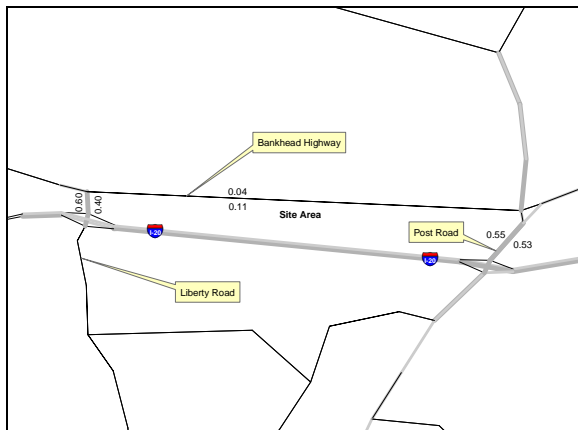 Bankhead Highway
0.60
0.40
0.04
0.11
Site Area
I-20
Post Road
0.55
0.53
I-20
Liberty Road